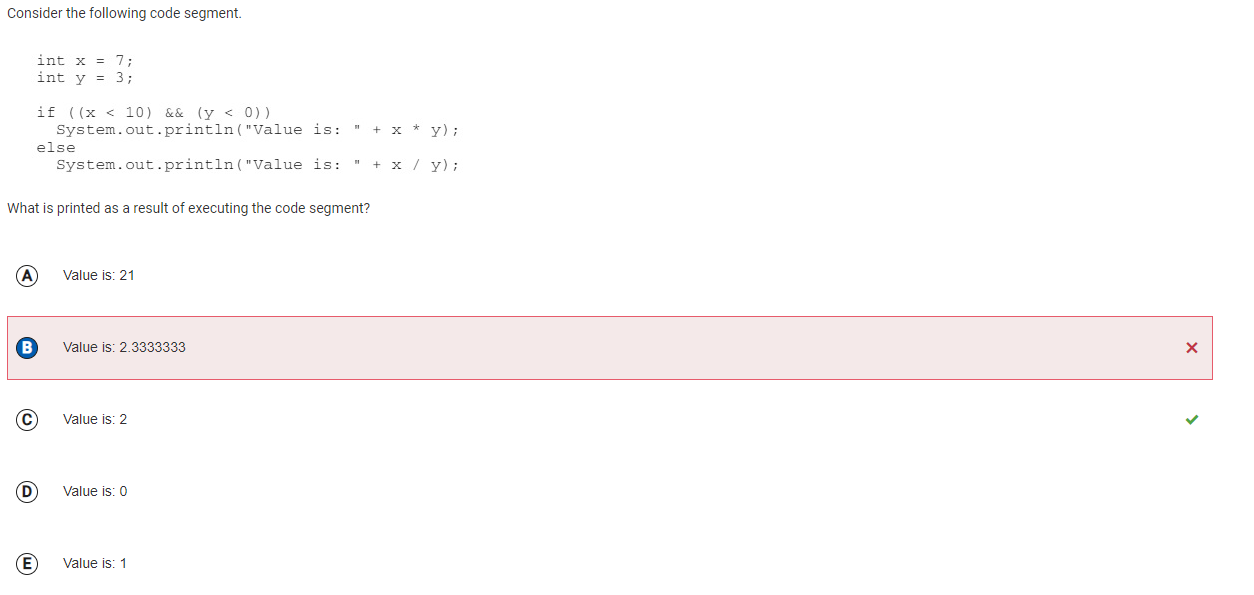 Consider the following code segment.
int x = 7;
int y = 3;
if ((x < 10) && (y < 0))
System.out.println("Value is: " + x * y);
else
System.out.println("Value is: " + x / y);
What is printed as a result of executing the code segment?
A Value is: 21
B Value is: 2.3333333
C Value is: 2
D Value is: 0
E Value is: 1